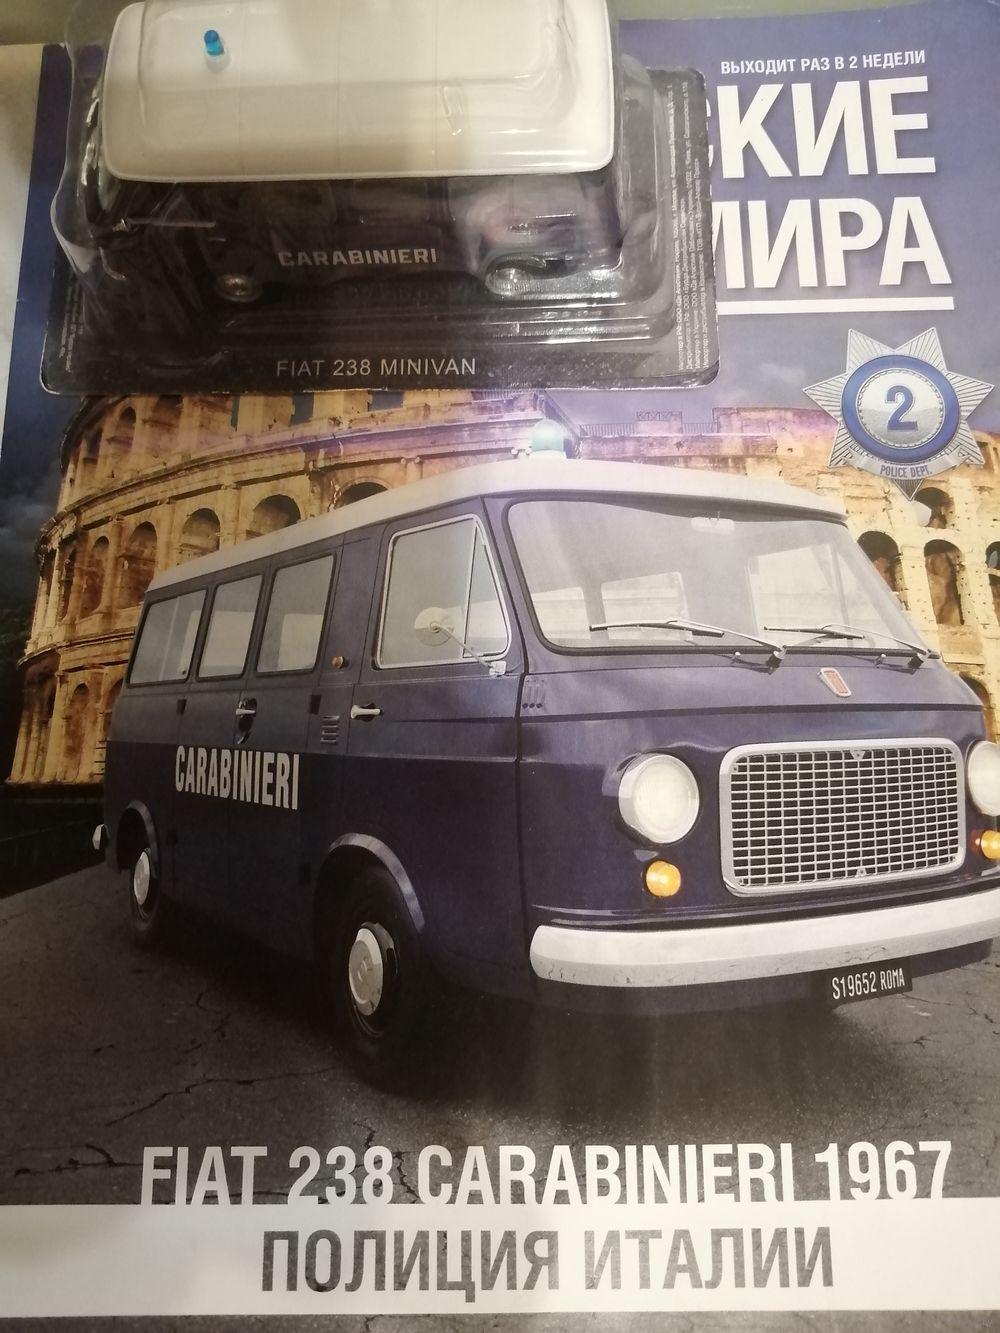 ВЫХОДИТ РАЗ В 2 НЕДЕЛИ
СКИЕ
МИРА
CARABINIERI
FIAT 238 MINIVAN
2
POLICE DEPT.
CARABINIERI
S19652 ROMA
FIAT 238 CARABINIERI 1967
ПОЛИЦИЯ ИТАЛИИ